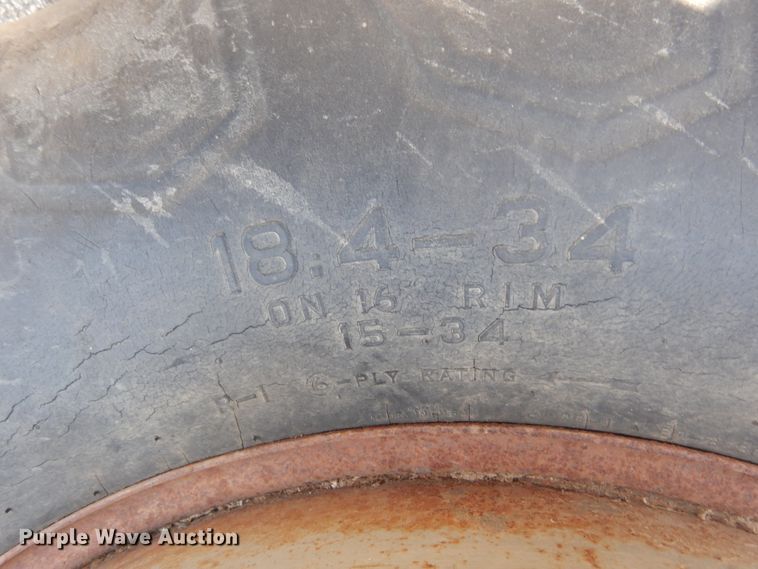 18.4-34
ON 16 RIM
15-34
R-1 6-PLY RATING
Purple Wave Auction